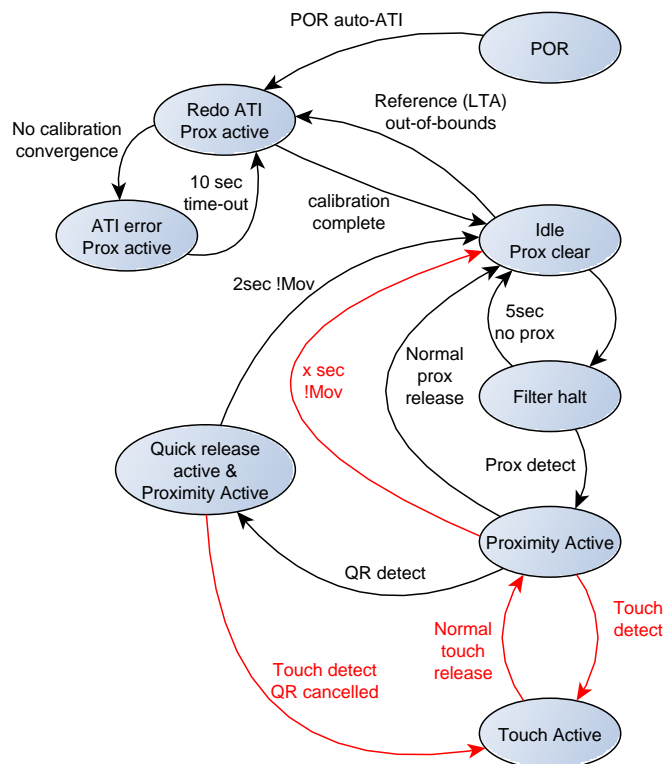 POR auto-ATI
POR
Redo ATI
Prox active
Reference (LTA)
out-of-bounds
No calibration
convergence
10 sec
time-out
calibration
complete
ATI error
Prox active
Idle
Prox clear
2sec !Mov
5sec
no prox
x sec
!Mov
Normal
prox
release
Filter halt
Quick release
active &
Proximity Active
Prox detect
Proximity Active
QR detect
Touch
detect
Normal
touch
release
Touch detect
QR cancelled
Touch Active